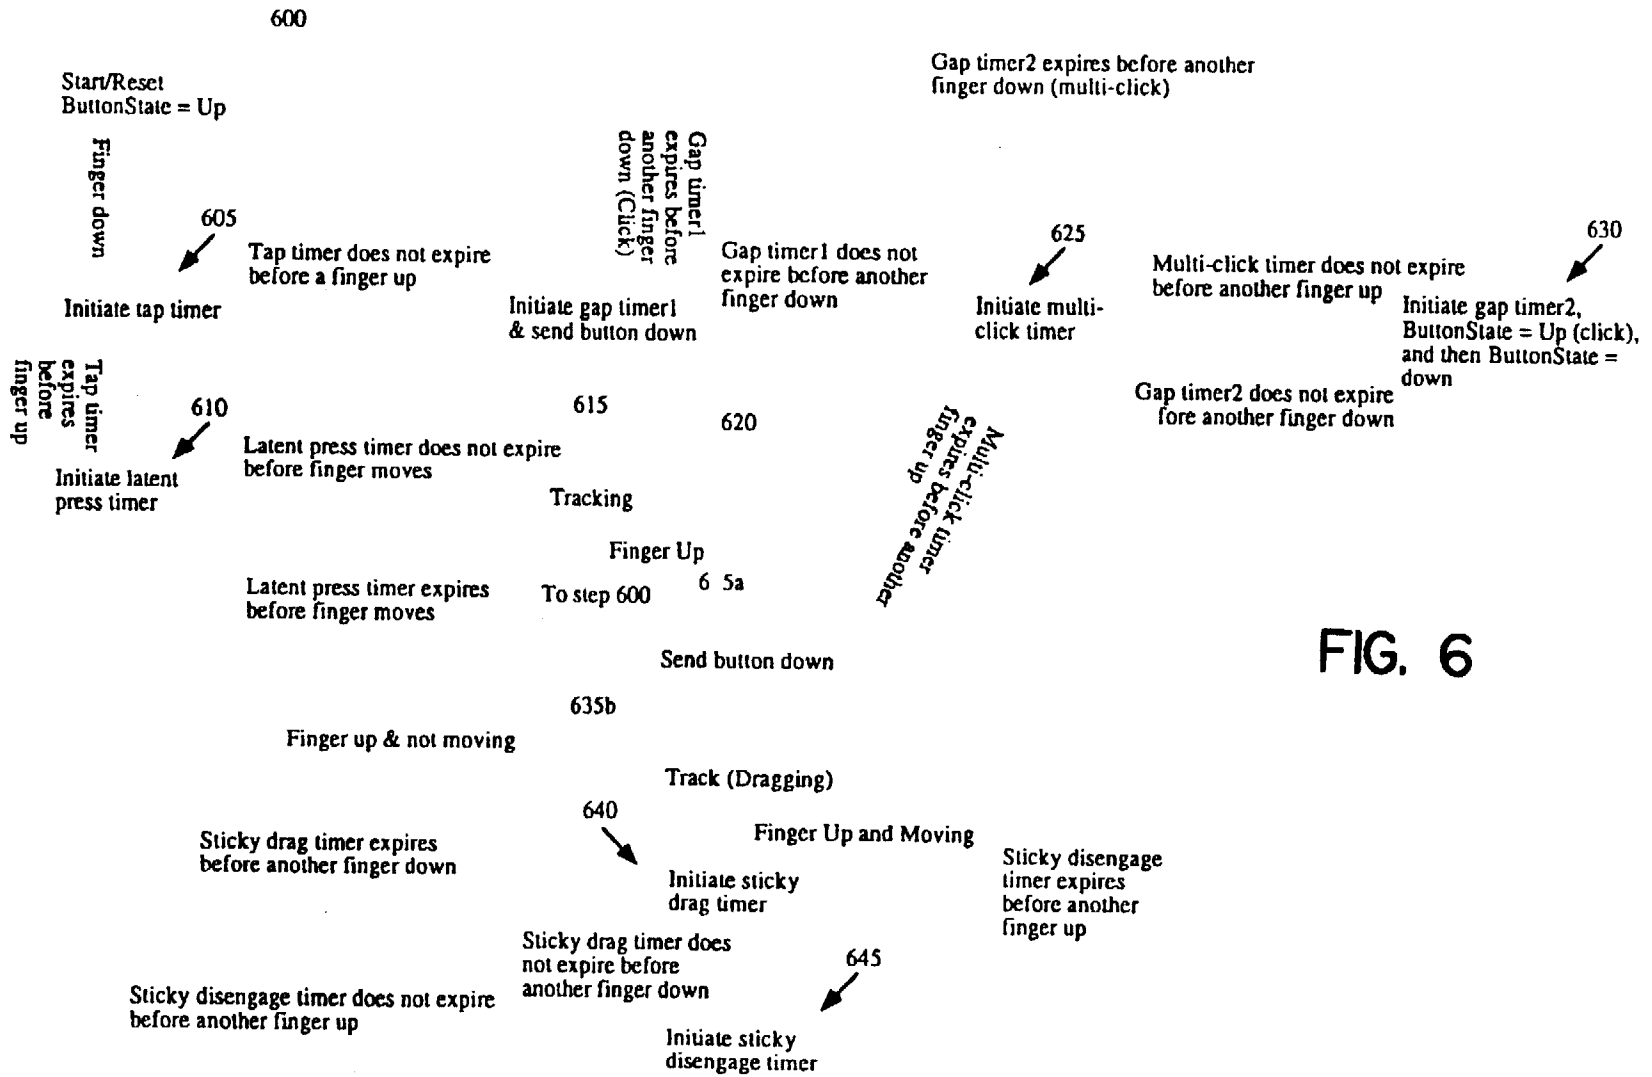 600
Start/Reset
ButtonState = Up
Finger down
605
Tap timer does not expire
before a finger up
Initiate tap timer
Gap timer1
expires before
another finger
down (Click)
Gap timer2 expires before another
finger down (multi-click)
Initiate gap timer1
& send button down
Gap timer1 does not
expire before another
finger down
625
Initiate multi-
click timer
Multi-click timer does not expire
before another finger up
630
Initiate gap timer2,
ButtonState = Up (click),
and then ButtonState =
down
Gap timer2 does not expire
fore another finger down
Tap timer
expires
before
finger up
610
Initiate latent
press timer
Latent press timer does not expire
before finger moves
615
620
Tracking
Multi-click timer
expires before another
finger up
Finger Up
6 5a
To step 600
Latent press timer expires
before finger moves
Send button down
FIG. 6
635b
Finger up & not moving
Track (Dragging)
640
Finger Up and Moving
Sticky drag timer expires
before another finger down
Initiate sticky
drag timer
Sticky disengage
timer expires
before another
finger up
Sticky drag timer does
not expire before
another finger down
645
Sticky disengage timer does not expire
before another finger up
Initiate sticky
disengage timer